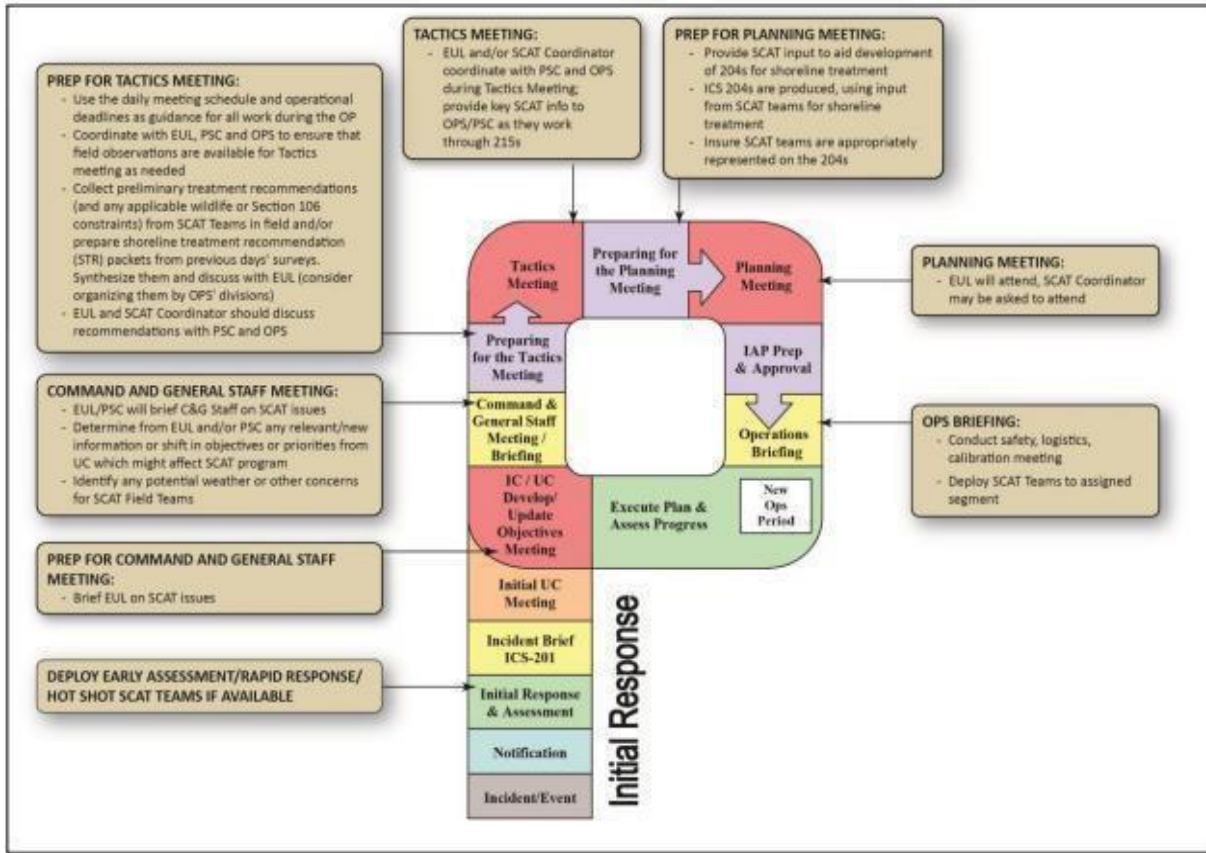 TACTICS MEETING:
- EUL and/or SCAT Coordinator
coordinate with PSC and OPS
during Tactics Meeting;
provide key SCAT info to
OPS/PSC as they work
through 215s
PREP FOR PLANNING MEETING:
- Provide SCAT input to aid development
of 204s for shoreline treatment
- ICS 204s are produced, using input
from SCAT teams for shoreline
treatment
- Insure SCAT teams are appropriately
represented on the 204s
PREP FOR TACTICS MEETING:
- Use the daily meeting schedule and operational
deadlines as guidance for all work during the OP
- Coordinate with EUL, PSC and OPS to ensure that
field observations are available for Tactics
meeting as needed
- Collect preliminary treatment recommendations
(and any applicable wildlife or Section 106
constraints) from SCAT Teams in field and/or
prepare shoreline treatment recommendation
(STR) packets from previous days' surveys.
Synthesize them and discuss with EUL (consider
organizing them by OPS' divisions)
- EUL and SCAT Coordinator should discuss
recommendations with PSC and OPS
COMMAND AND GENERAL STAFF MEETING:
- EUL/PSC will brief C&G Staff on SCAT issues
- Determine from EUL and/or PSC any relevant/new
information or shift in objectives or priorities from
UC which might affect SCAT program
- Identify any potential weather or other concerns
for SCAT Field Teams
PREP FOR COMMAND AND GENERAL STAFF
MEETING:
- Brief EUL on SCAT issues
DEPLOY EARLY ASSESSMENT/RAPID RESPONSE/
HOT SHOT SCAT TEAMS IF AVAILABLE
Tactics
Meeting
Preparing for
the Planning
Meeting
Planning
Meeting
Preparing
for the Tactics
Meeting
IAP Prep
& Approval
Command &
General Staff
Meeting /
Briefing
Operations
Briefing
IC / UC
Develop/
Update
Objectives
Meeting
Execute Plan &
Assess Progress
New
Ops
Period
Initial UC
Meeting
Incident Brief
ICS-201
Initial Response
& Assessment
Notification
Incident/Event
Initial Response
PLANNING MEETING:
- EUL will attend, SCAT Coordinator
may be asked to attend
OPS BRIEFING:
- Conduct safety, logistics,
calibration meeting
- Deploy SCAT Teams to assigned
segment